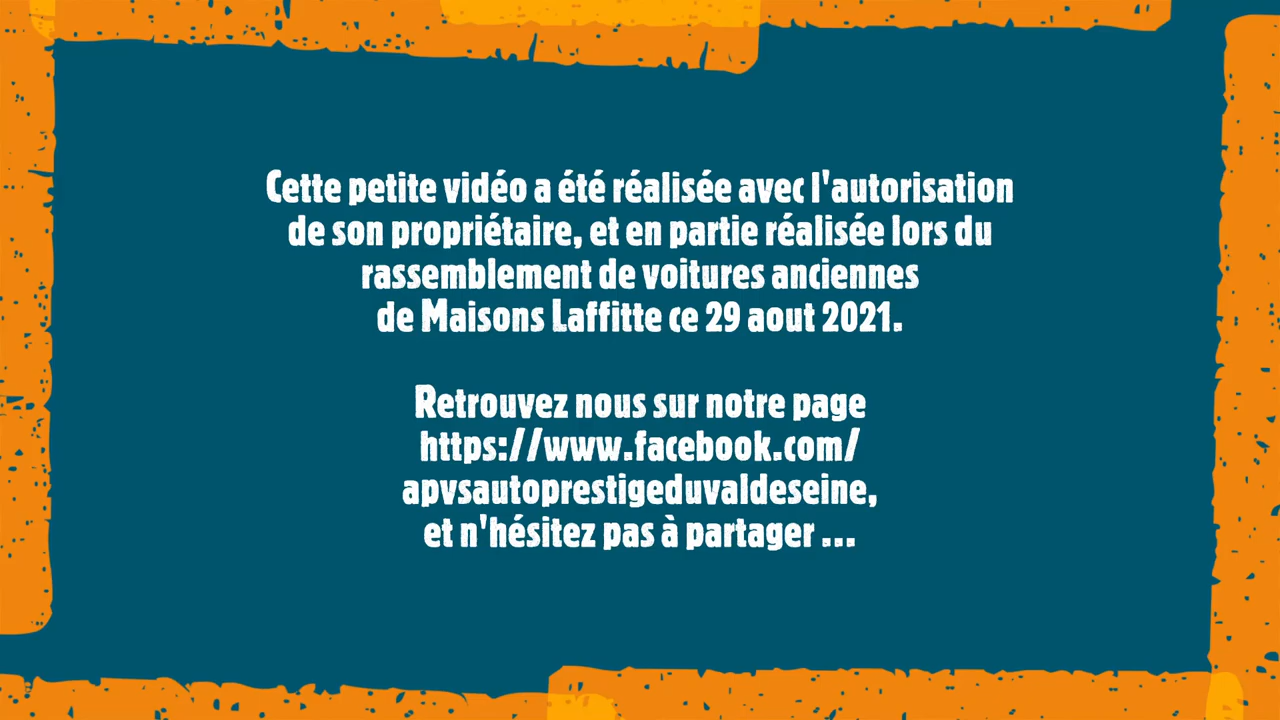 Cette petite vidéo a été réalisée avec l'autorisation
de son propriétaire, et en partie réalisée lors du
rassemblement de voitures anciennes
de Maisons Laffitte ce 29 aout 2021.
Retrouvez nous sur notre page
https://www.facebook.com/
apvsautoprestigeduvaldeseine,
et n'hésitez pas à partager ...